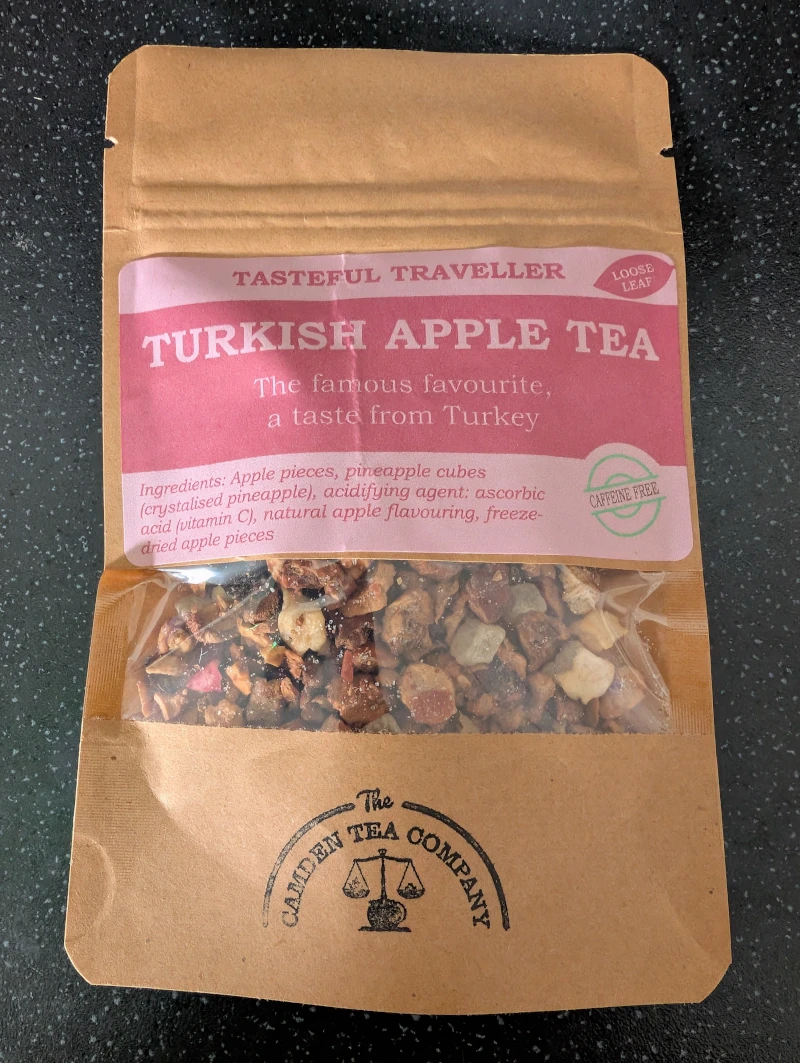 TASTEFUL TRAVELLER
LOOSE
LEAF
TURKISH APPLE TEA
The famous favourite,
a taste from Turkey
Ingredients: Apple pieces, pineapple cubes
(crystalised pineapple), acidifying agent: ascorbic
acid (vitamin C), natural apple flavouring, freeze-
dried apple pieces
CAFFEINE FREE
The
CAMDEN TEA COMPANY